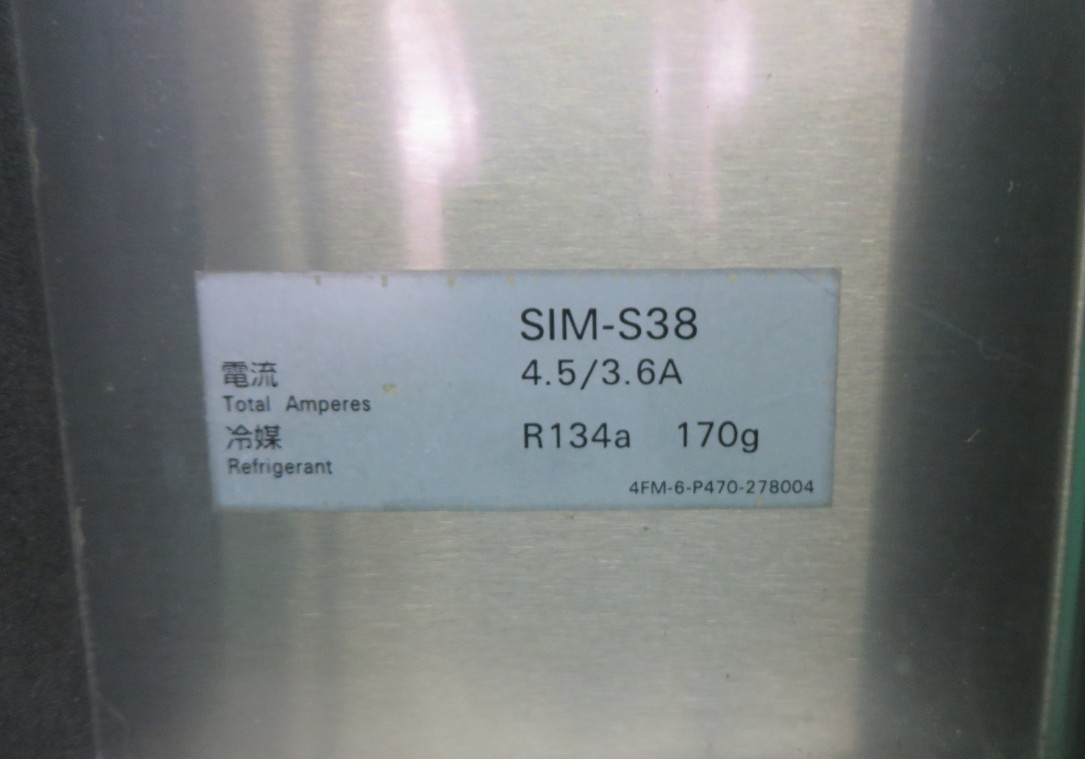 SIM-S38
電流 4.5/3.6A
Total Amperes
冷媒 R134a 170g
Refrigerant
4FM-6-P470-278004